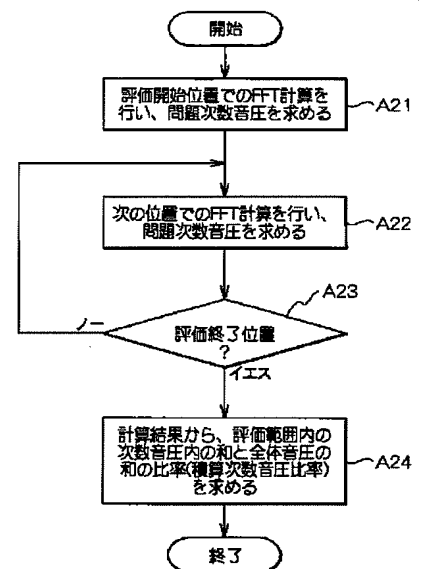 開始
評価開始位置でのFFT計算を
行い、問題次数音圧を求める
A21
次の位置でのFFT計算を行い、
問題次数音圧を求める
A22
A23
ノー
評価終了位置
?
イエス
計算結果から、評価範囲内の
次数音圧内の和と全体音圧の
和の比率(積算次数音圧比率)
を求める
A24
終了